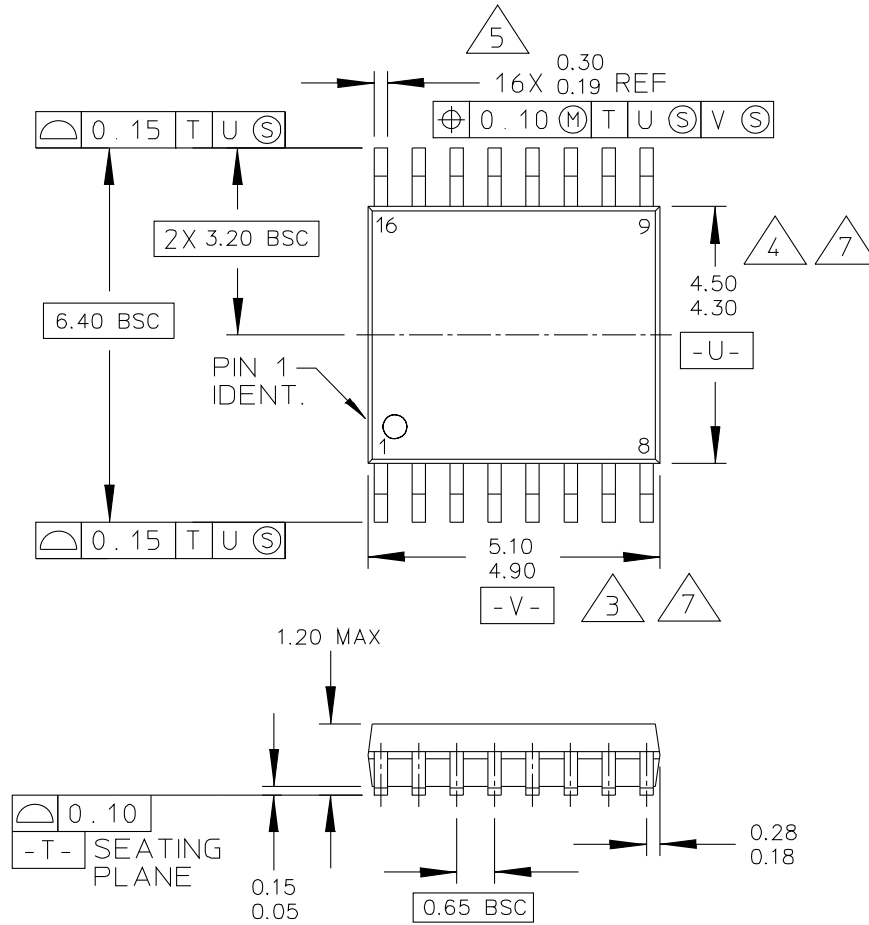 5
16X 0.30
0.19 REF
⌓ 0.15 T U Ⓢ
⌖ 0.10 Ⓜ T U Ⓢ V Ⓢ
2X 3.20 BSC
16
9
4
7
4.50
4.30
6.40 BSC
-U-
PIN 1
IDENT.
1
8
⌓ 0.15 T U Ⓢ
5.10
4.90
-V-
3
7
1.20 MAX
⌓ 0.10
-T- SEATING
PLANE
0.28
0.18
0.15
0.05
0.65 BSC